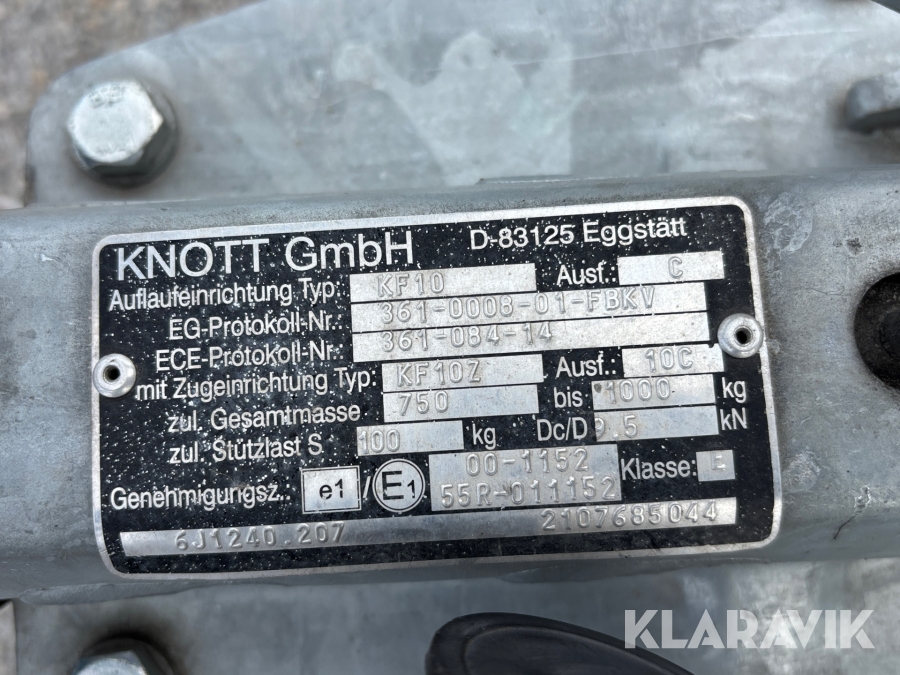 KNOTT GmbH D-83125 Eggstätt
Auflaufeinrichtung Typ: KF10 Ausf.: C
EG-Protokoll-Nr.: 361-0008-01-FBKV
ECE-Protokoll-Nr.: 361-084-14
mit Zugeinrichtung Typ: KF10Z Ausf.: 10C
zul. Gesamtmasse 750 bis 1000 kg
zul. Stützlast S 100 kg Dc/D 9.5 kN
Genehmigungsz.: e1 / E1 00-1152 Klasse:
55R-011152
6J1240.207 2107685044
KLARAVIK